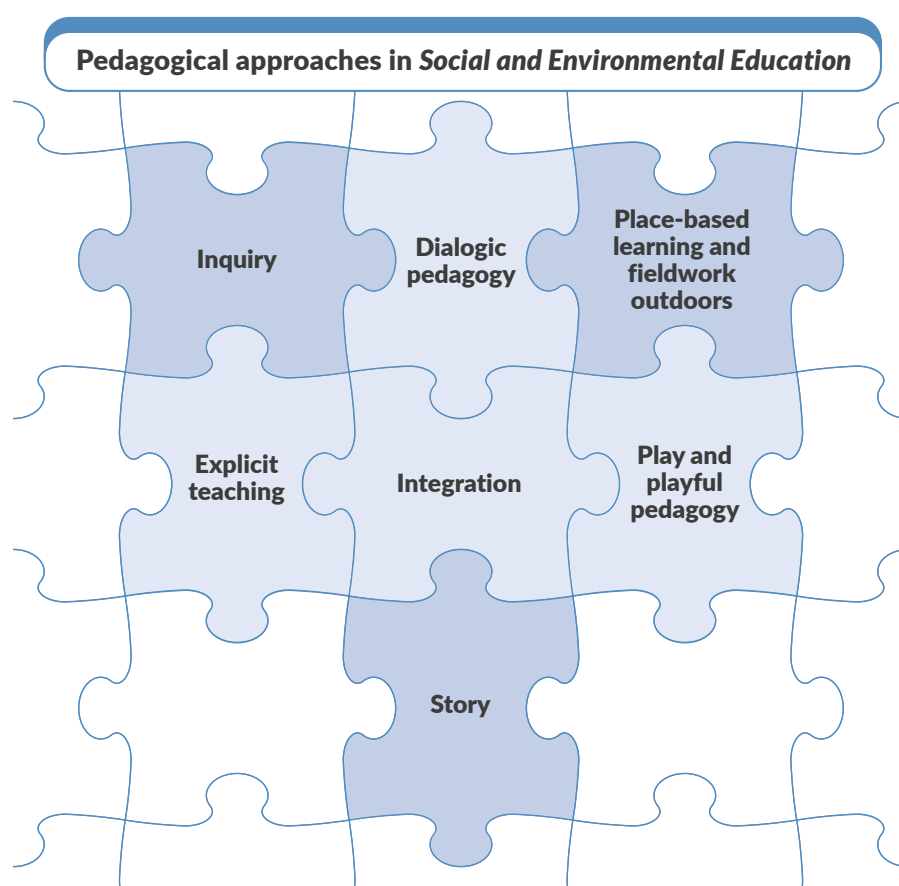 Pedagogical approaches in Social and Environmental Education
Inquiry
Dialogic
pedagogy
Place-based
learning and
fieldwork
outdoors
Explicit
teaching
Integration
Play and
playful
pedagogy
Story